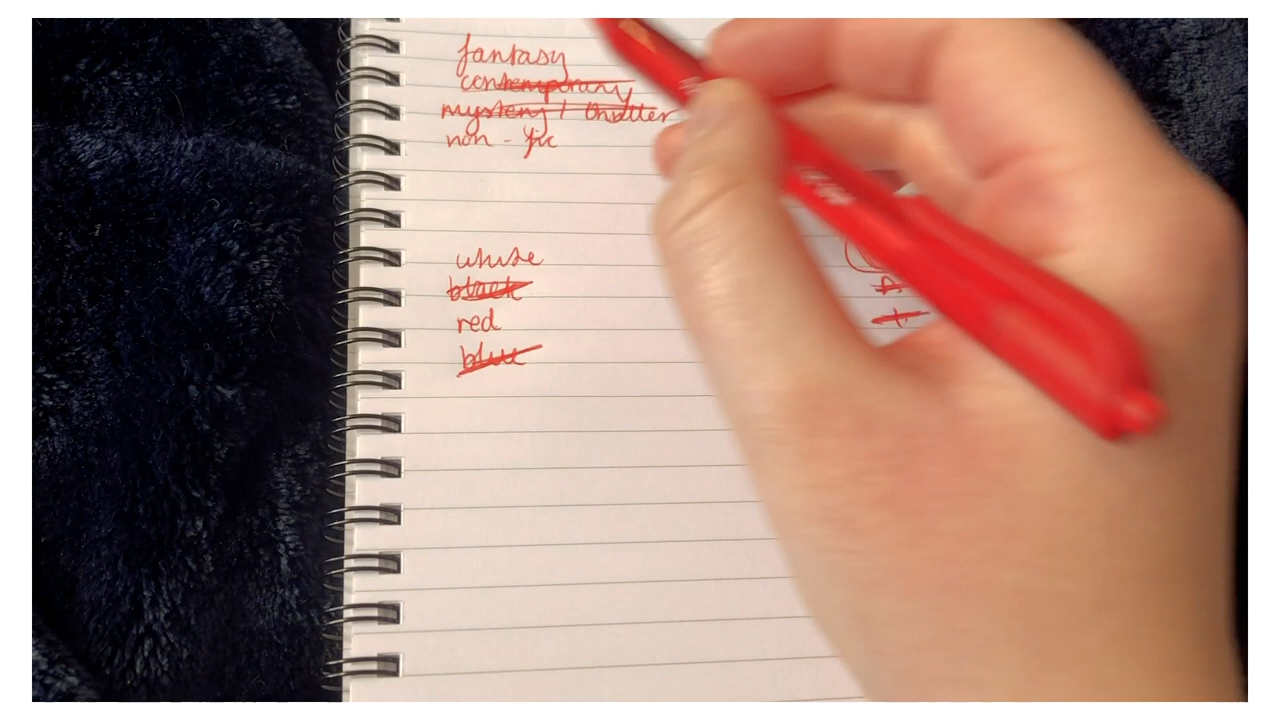 fantasy
contemporary
mystery / thriller
non-fic
white
black
red
blue